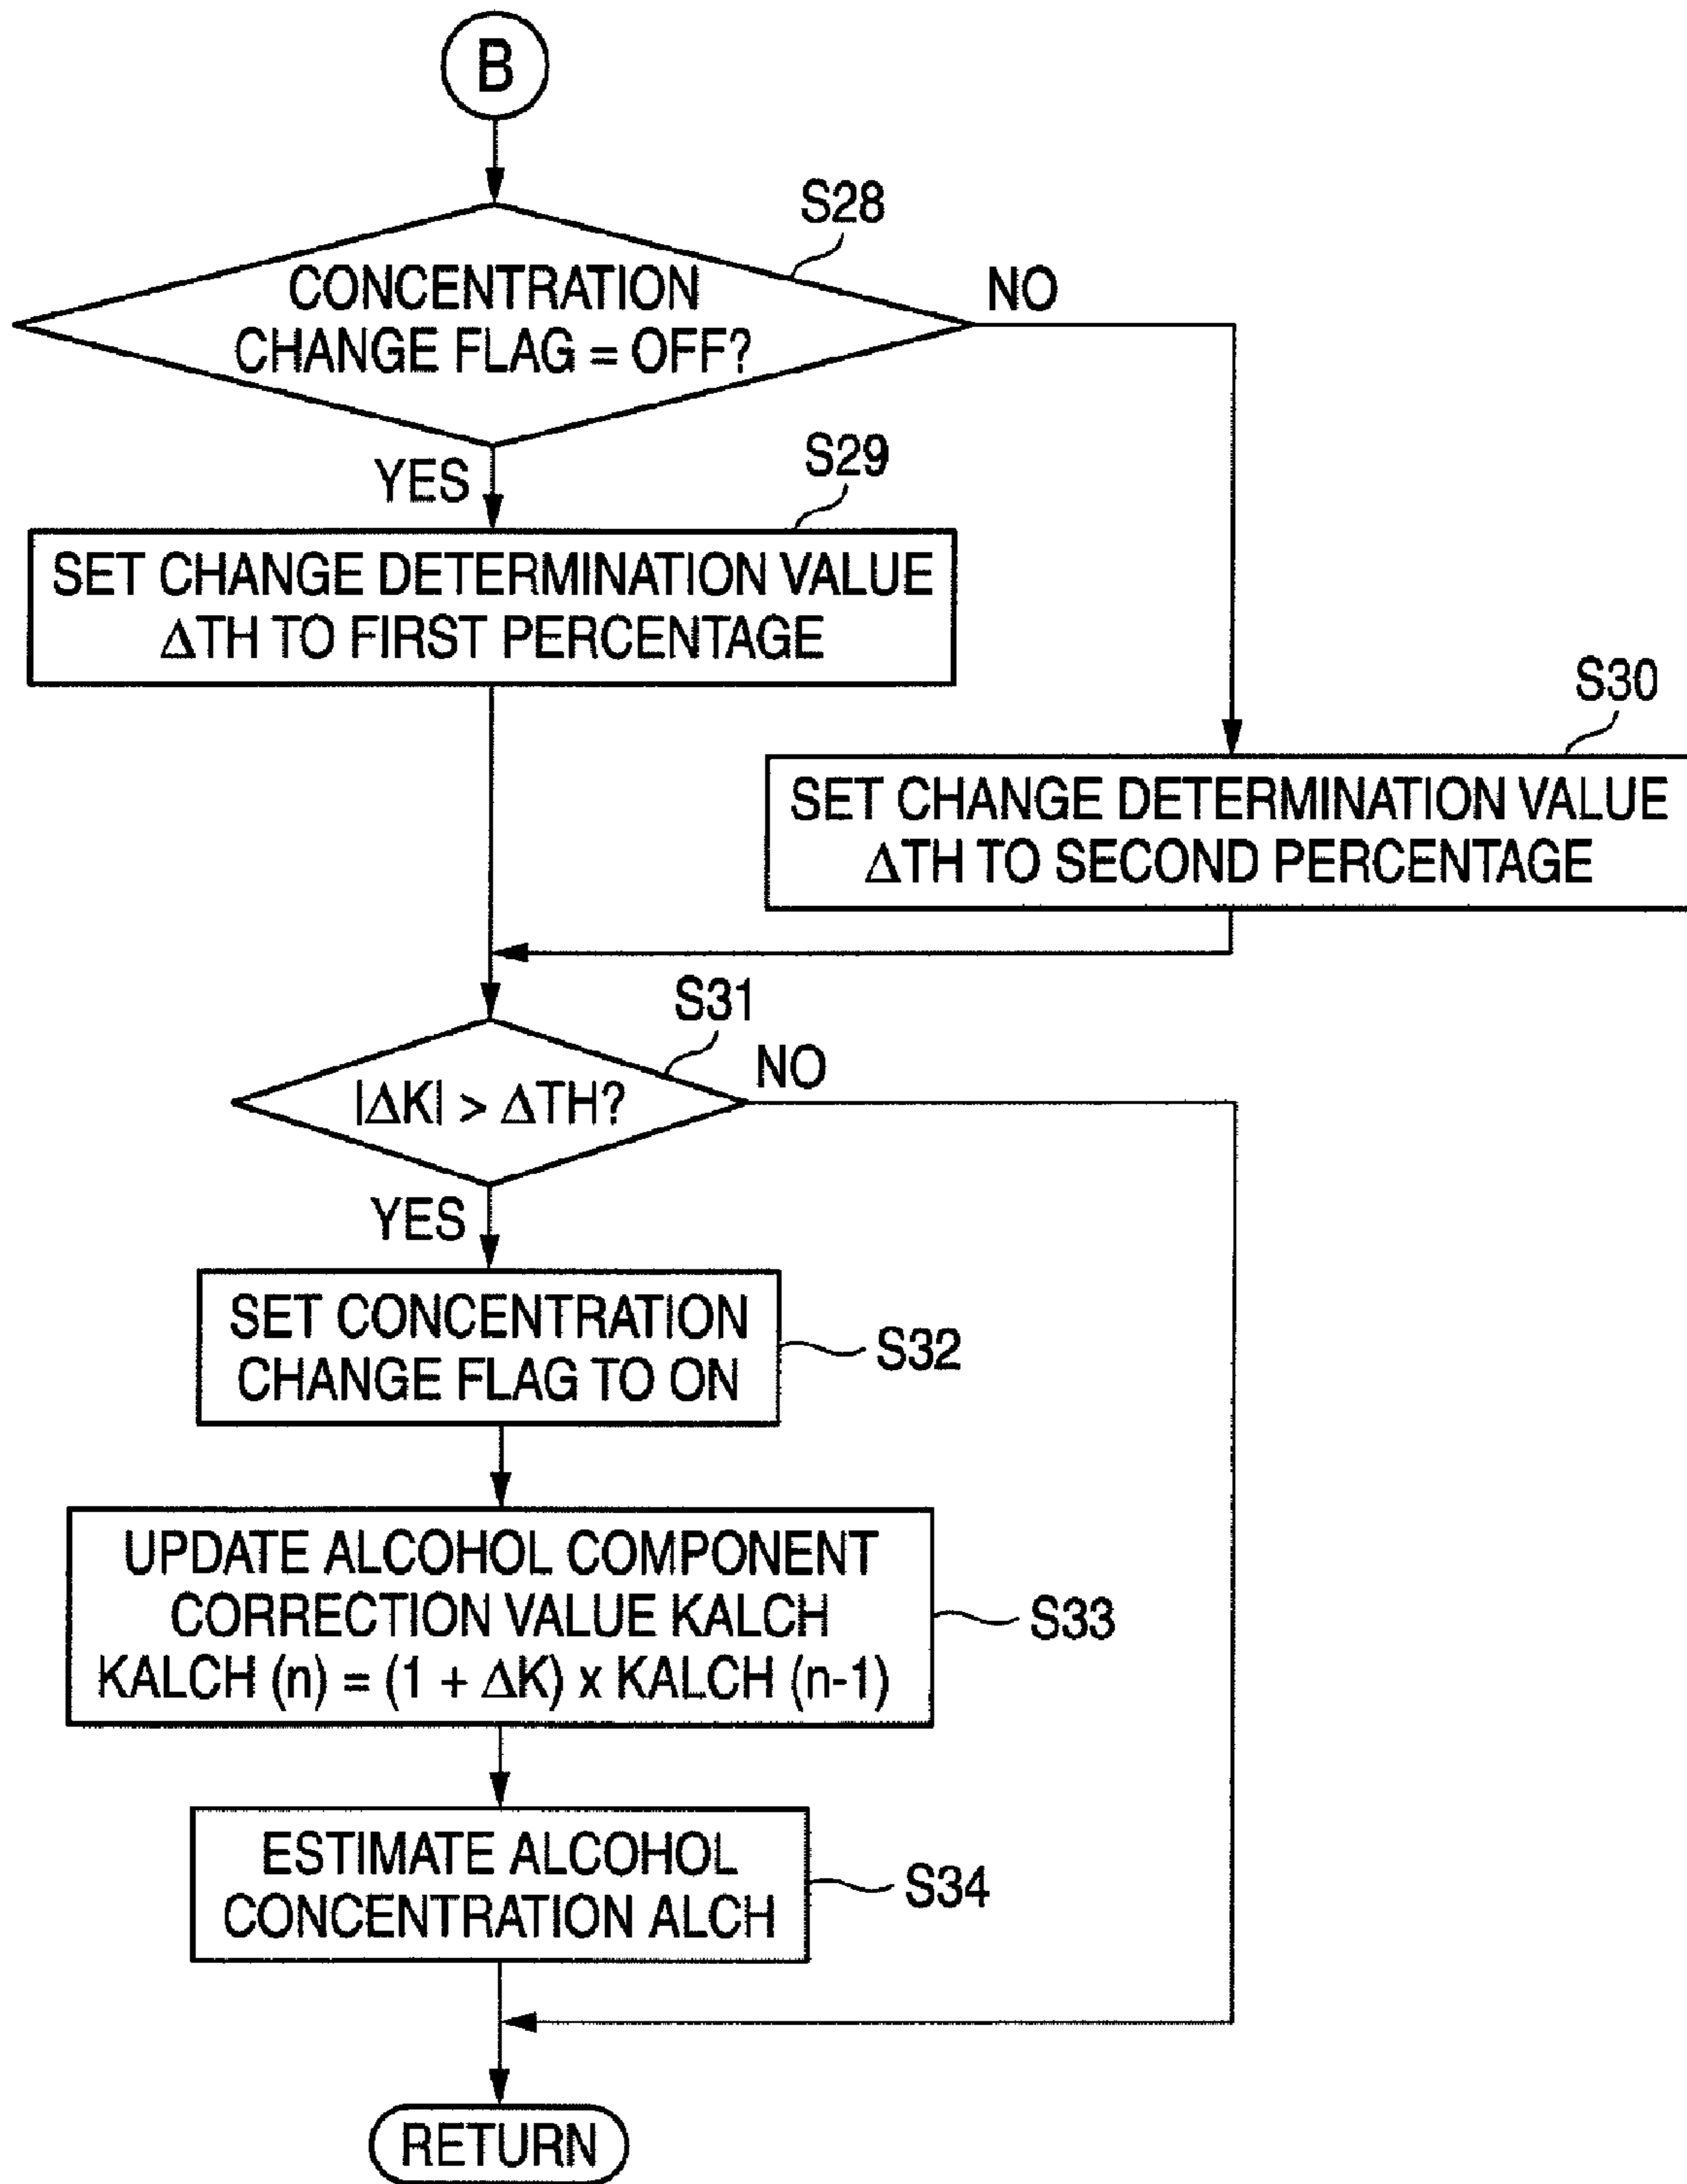 B
S28
CONCENTRATION
CHANGE FLAG = OFF?
NO
YES
S29
SET CHANGE DETERMINATION VALUE
ΔTH TO FIRST PERCENTAGE
S30
SET CHANGE DETERMINATION VALUE
ΔTH TO SECOND PERCENTAGE
S31
|ΔK| > ΔTH?
NO
YES
SET CONCENTRATION
CHANGE FLAG TO ON
S32
UPDATE ALCOHOL COMPONENT
CORRECTION VALUE KALCH
KALCH (n) = (1 + ΔK) x KALCH (n-1)
S33
ESTIMATE ALCOHOL
CONCENTRATION ALCH
S34
RETURN